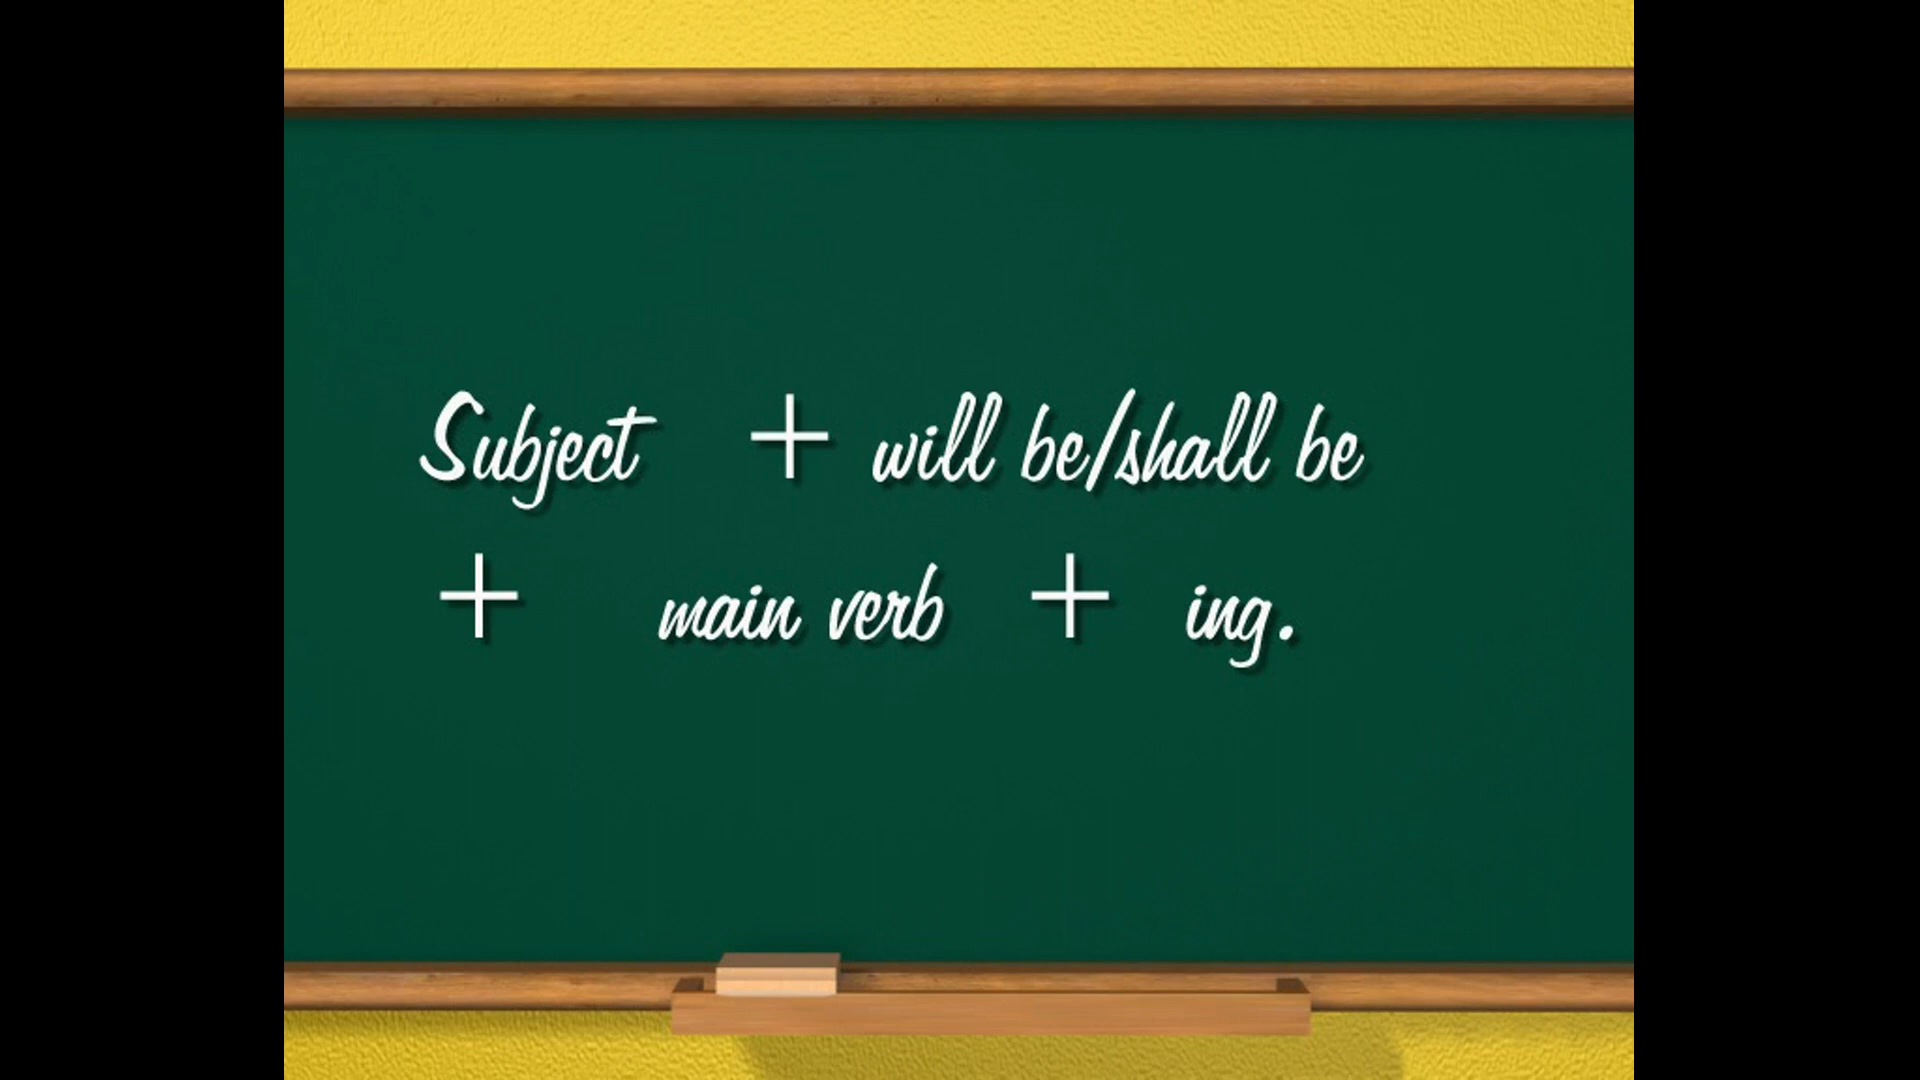 Subject + will be/shall be
+ main verb + ing.